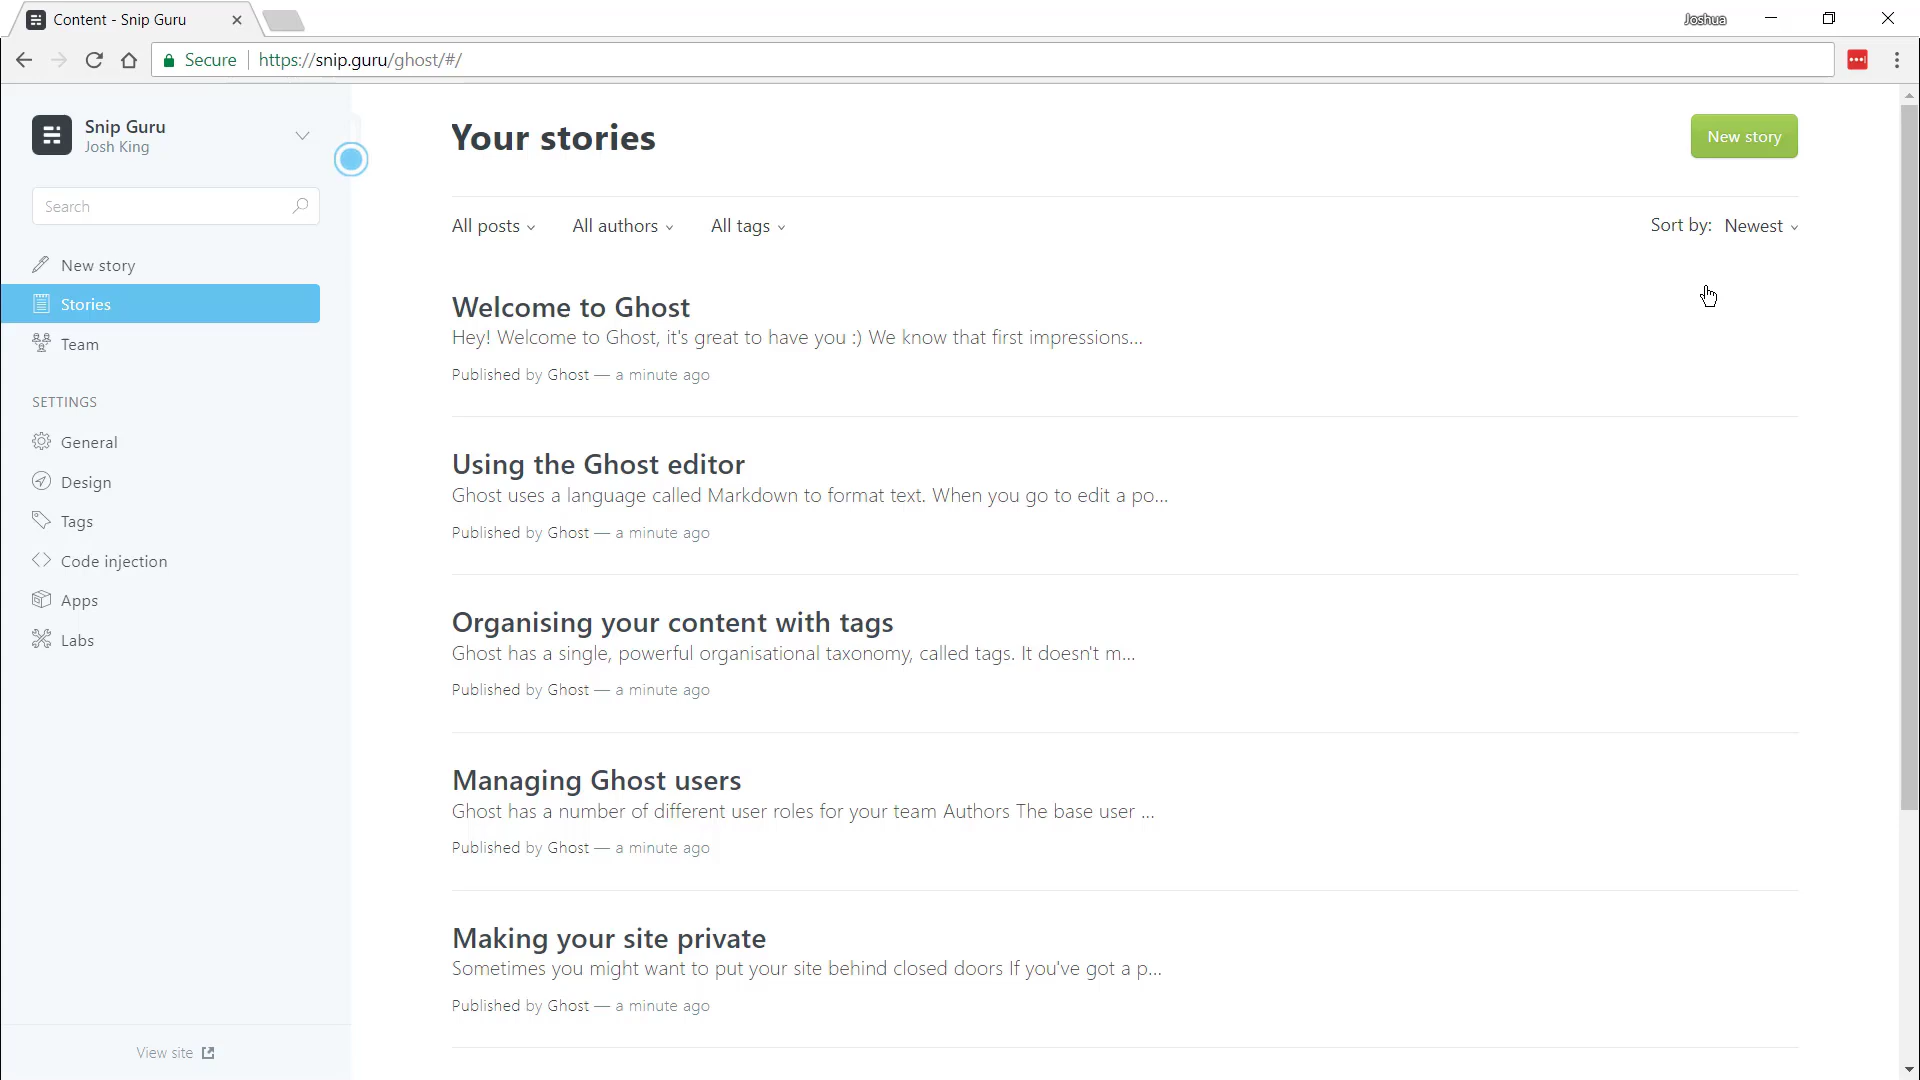 Content - Snip Guru
Joshua
Secure
https://snip.guru/ghost/#/
Snip Guru
Josh King
Search
New story
Stories
Team
SETTINGS
General
Design
Tags
Code injection
Apps
Labs
View site
Your stories
New story
All posts
All authors
All tags
Sort by: Newest
Welcome to Ghost
Hey! Welcome to Ghost, it's great to have you :) We know that first impressions...
Published by Ghost — a minute ago
Using the Ghost editor
Ghost uses a language called Markdown to format text. When you go to edit a po...
Published by Ghost — a minute ago
Organising your content with tags
Ghost has a single, powerful organisational taxonomy, called tags. It doesn't m...
Published by Ghost — a minute ago
Managing Ghost users
Ghost has a number of different user roles for your team Authors The base user ...
Published by Ghost — a minute ago
Making your site private
Sometimes you might want to put your site behind closed doors If you've got a p...
Published by Ghost — a minute ago